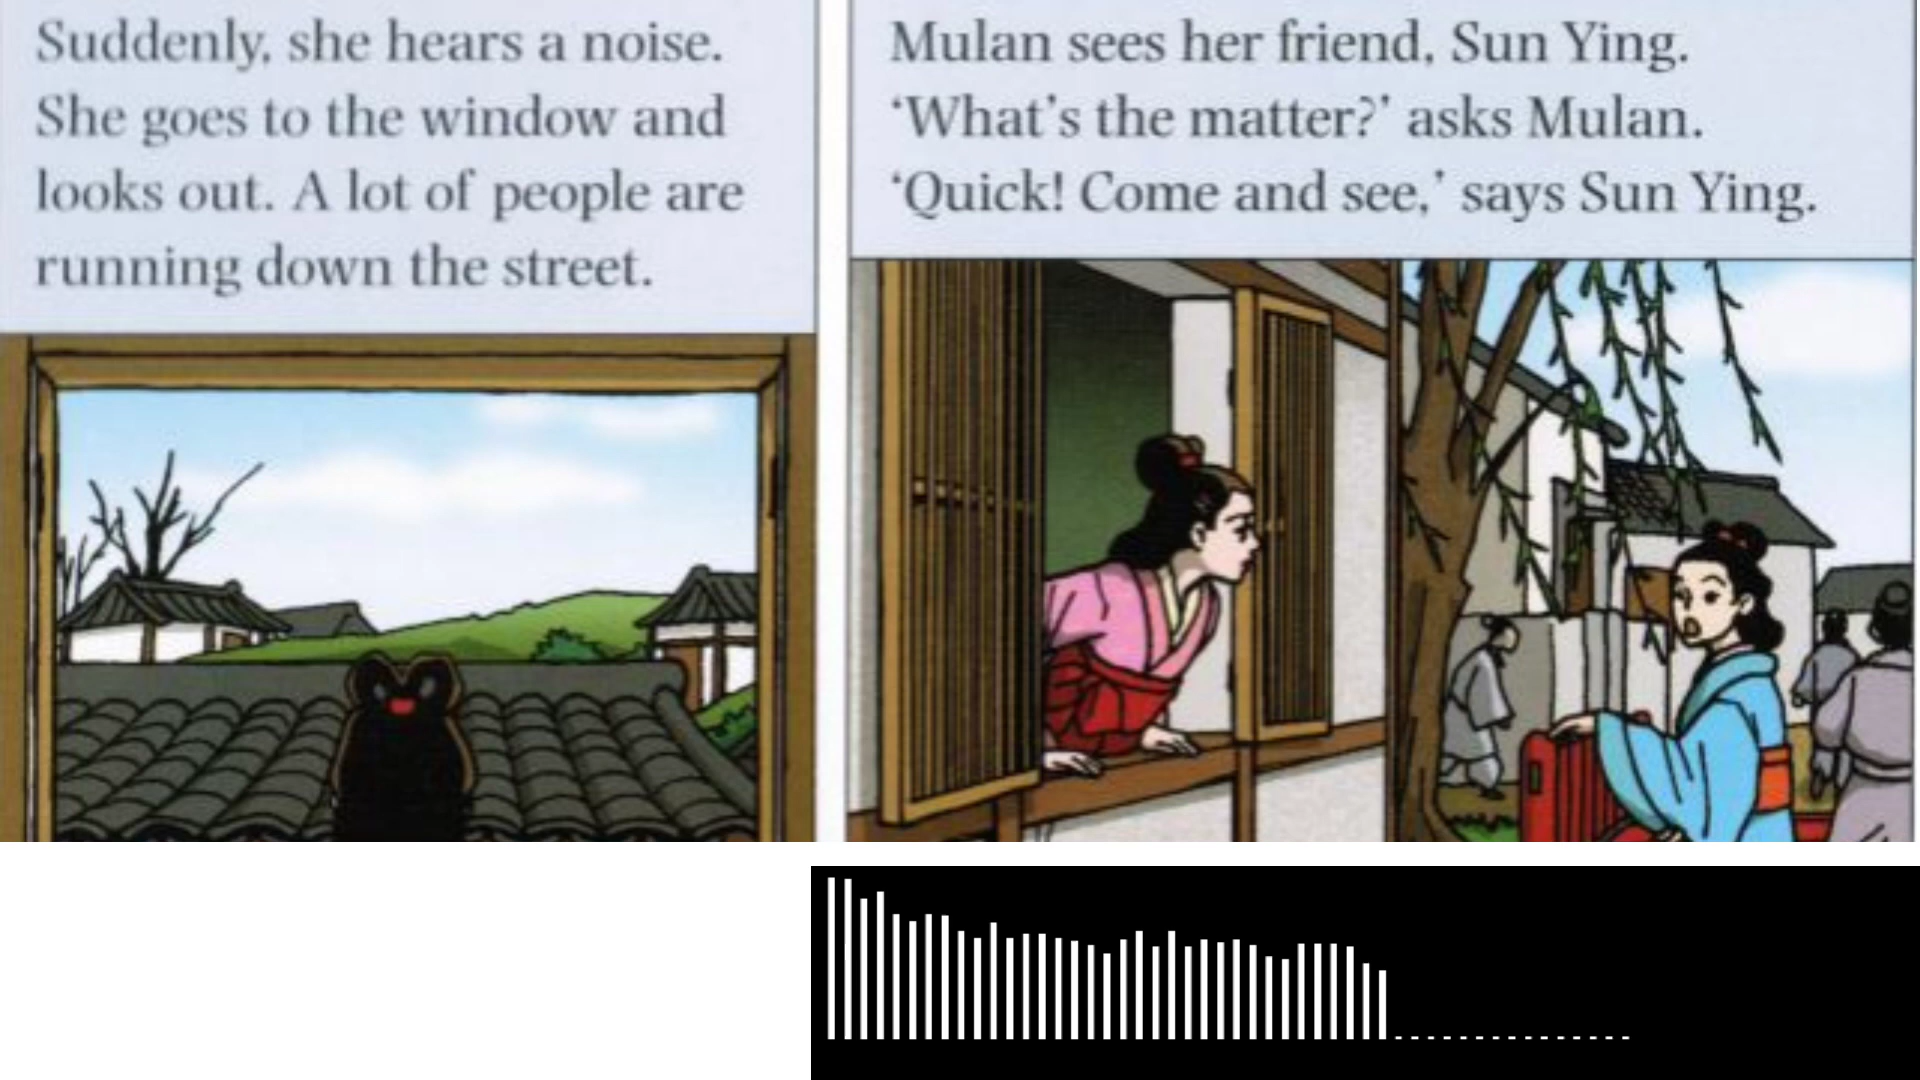 Suddenly, she hears a noise.
She goes to the window and
looks out. A lot of people are
running down the street.
Mulan sees her friend, Sun Ying.
‘What’s the matter?’ asks Mulan.
‘Quick! Come and see,’ says Sun Ying.